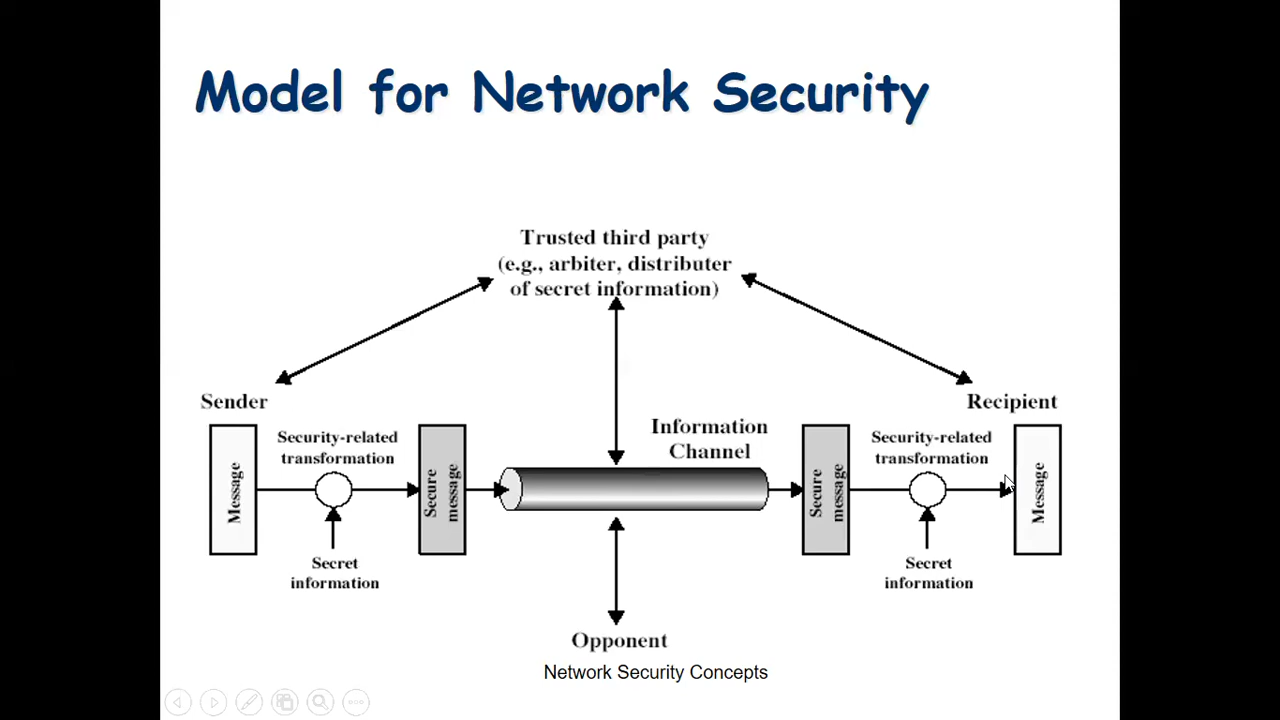 Model for Network Security
Trusted third party
(e.g., arbiter, distributer
of secret information)
Sender
Recipient
Information
Channel
Security-related
transformation
Security-related
transformation
Message
Secure
message
Secure
message
Message
Secret
information
Secret
information
Opponent
Network Security Concepts